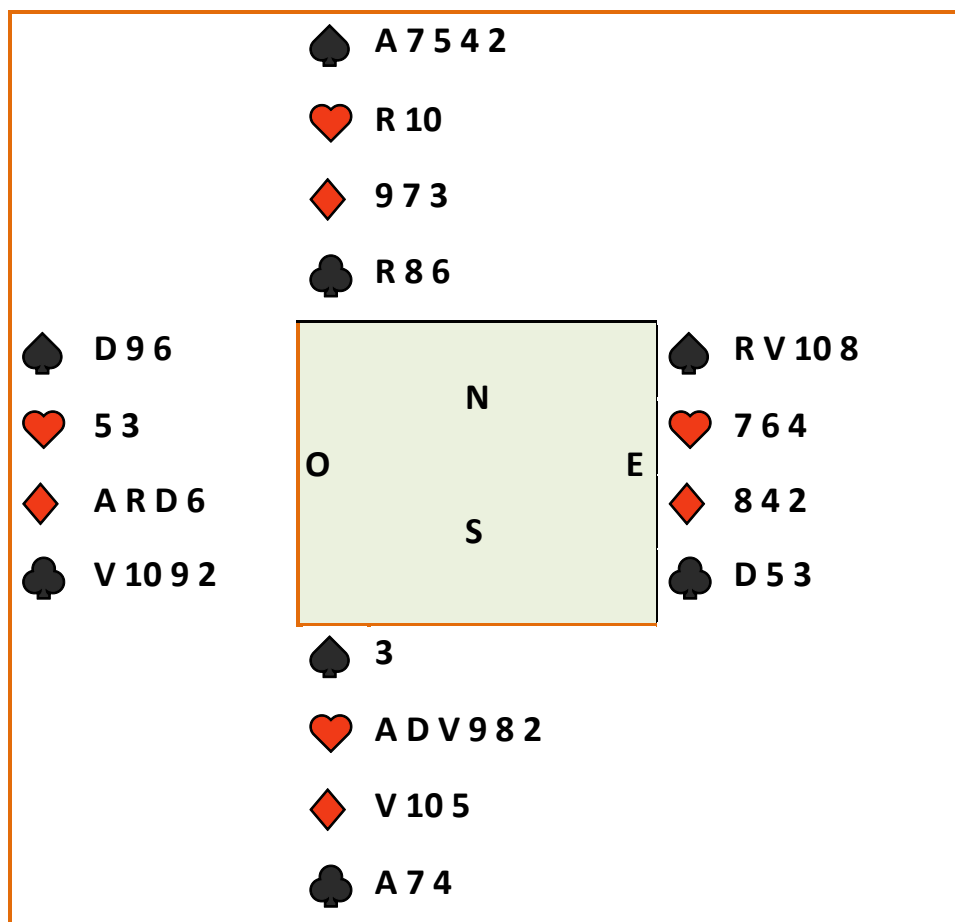 A 7 5 4 2
R 10
9 7 3
R 8 6
D 9 6
5 3
A R D 6
V 10 9 2
N
O
E
S
R V 10 8
7 6 4
8 4 2
D 5 3
3
A D V 9 8 2
V 10 5
A 7 4